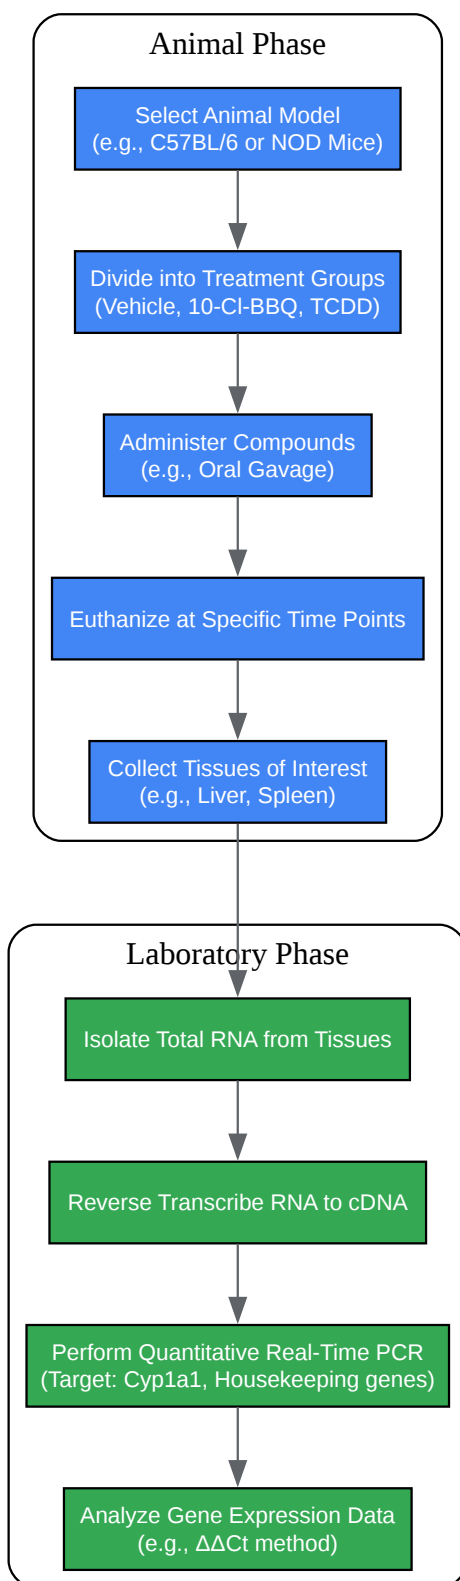 Animal Phase
Select Animal Model
(e.g., C57BL/6 or NOD Mice)
Divide into Treatment Groups
(Vehicle, 10-Cl-BBQ, TCDD)
Administer Compounds
(e.g., Oral Gavage)
Euthanize at Specific Time Points
Collect Tissues of Interest
(e.g., Liver, Spleen)
Laboratory Phase
Isolate Total RNA from Tissues
Reverse Transcribe RNA to cDNA
Perform Quantitative Real-Time PCR
(Target: Cyp1a1, Housekeeping genes)
Analyze Gene Expression Data
(e.g., ΔΔCt method)